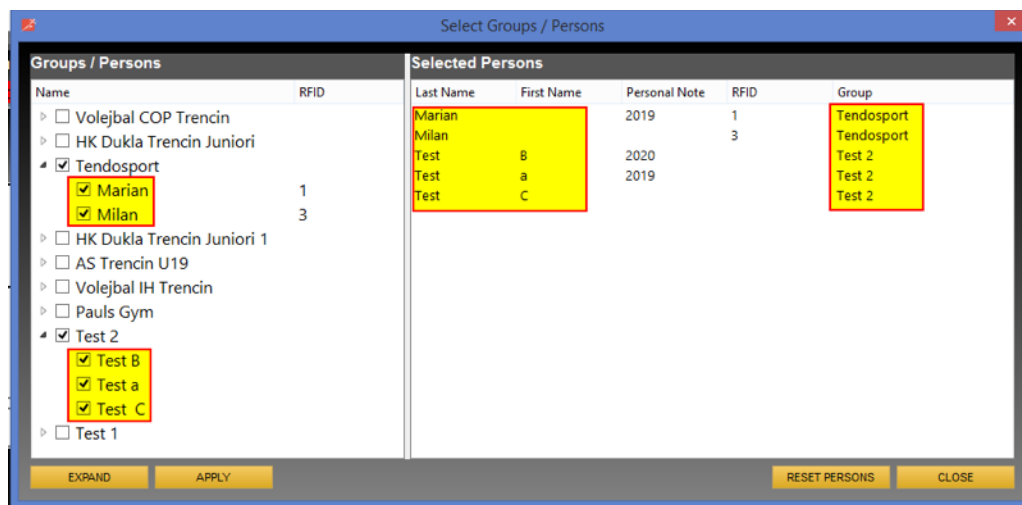 Select Groups / Persons
Groups / Persons
Name RFID
Volejbal COP Trencin
HK Dukla Trencin Juniori
Tendosport
Marian 1
Milan 3
HK Dukla Trencin Juniori 1
AS Trencin U19
Volejbal IH Trencin
Pauls Gym
Test 2
Test B
Test a
Test C
Test 1
EXPAND APPLY
Selected Persons
Last Name First Name Personal Note RFID Group
Marian 2019 1 Tendosport
Milan 3 Tendosport
Test B 2020 Test 2
Test a 2019 Test 2
Test C Test 2
RESET PERSONS CLOSE